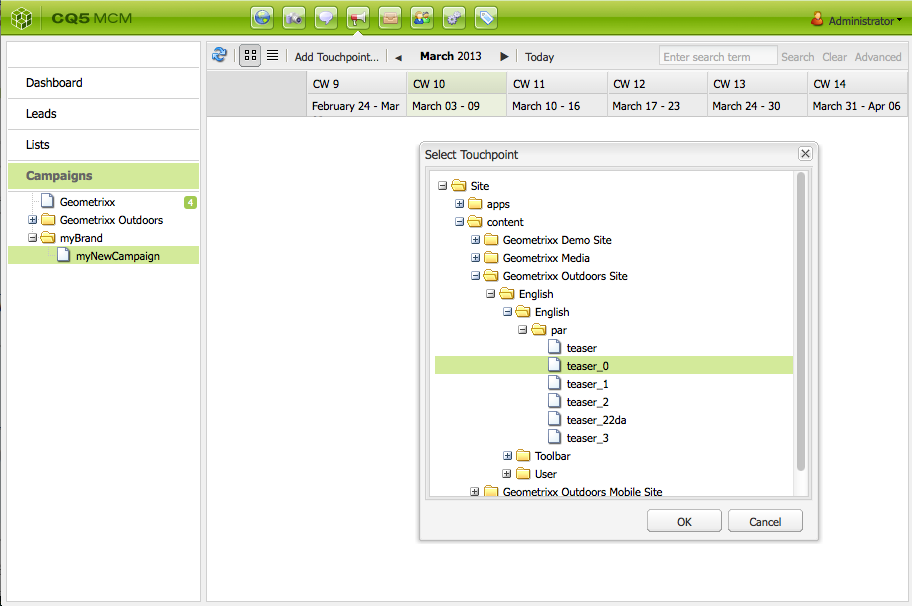 CQ5 MCM
Administrator
Dashboard
Leads
Lists
Campaigns
Geometrixx
4
Geometrixx Outdoors
myBrand
myNewCampaign
Add Touchpoint... March 2013 Today Enter search term Search Clear Advanced
CW 9 CW 10 CW 11 CW 12 CW 13 CW 14
February 24 - Mar March 03 - 09 March 10 - 16 March 17 - 23 March 24 - 30 March 31 - Apr 06
Select Touchpoint
Site
apps
content
Geometrixx Demo Site
Geometrixx Media
Geometrixx Outdoors Site
English
English
par
teaser
teaser_0
teaser_1
teaser_2
teaser_22da
teaser_3
Toolbar
User
Geometrixx Outdoors Mobile Site
OK Cancel